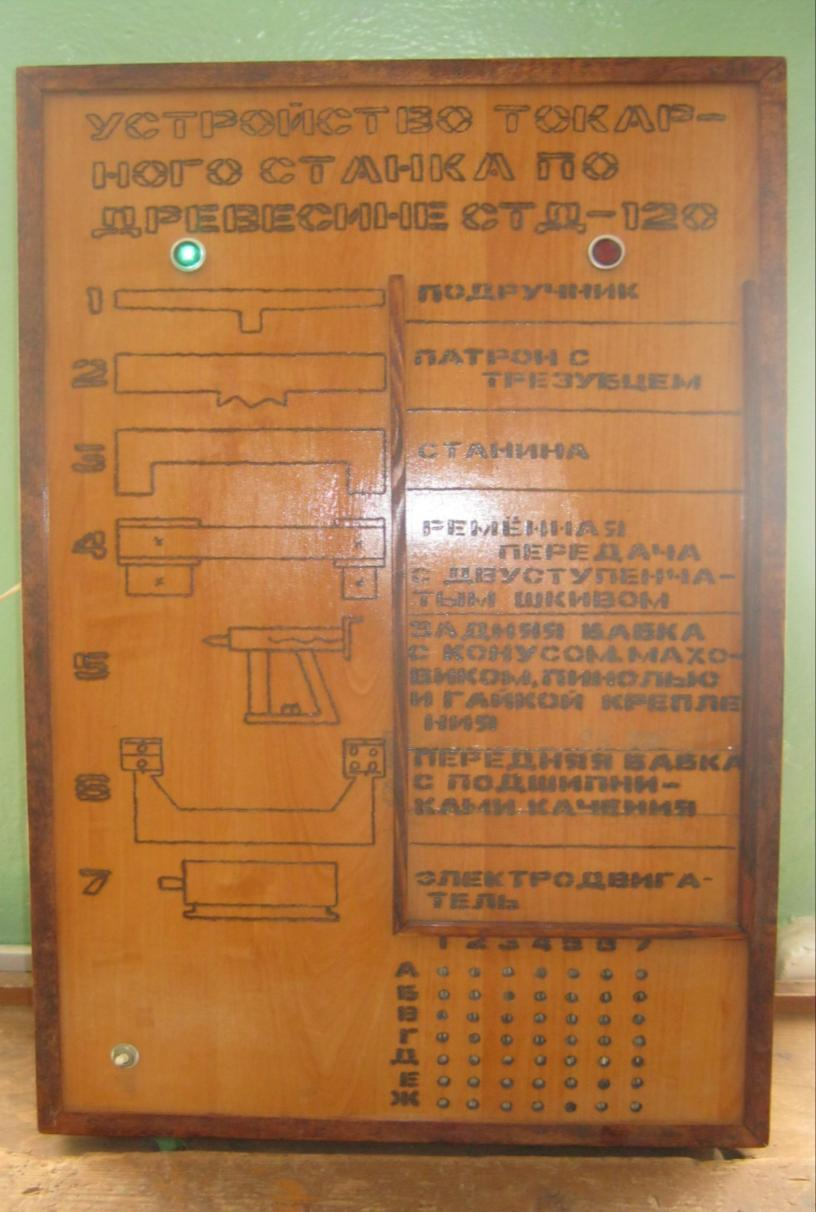 УСТРОЙСТВО ТОКАР-
НОГО СТАНКА ПО
ДРЕВЕСИНЕ СТД-120
1 ПОДРУЧНИК
2 ПАТРОН С
ТРЕЗУБЦЕМ
3 СТАНИНА
4 РЕМЁННАЯ
ПЕРЕДАЧА
С ДВУСТУПЕНЧА-
ТЫМ ШКИВОМ
5 ЗАДНЯЯ БАБКА
С КОНУСОМ, МАХО-
ВИКОМ, ПИНОЛЬЮ
И ГАЙКОЙ КРЕПЛЕ
НИЯ
6 ПЕРЕДНЯЯ БАБКА
С ПОДШИПНИ-
КАМИ КАЧЕНИЯ
7 ЭЛЕКТРОДВИГА-
ТЕЛЬ
1 2 3 4 5 6 7
А
Б
В
Г
Д
Е
Ж